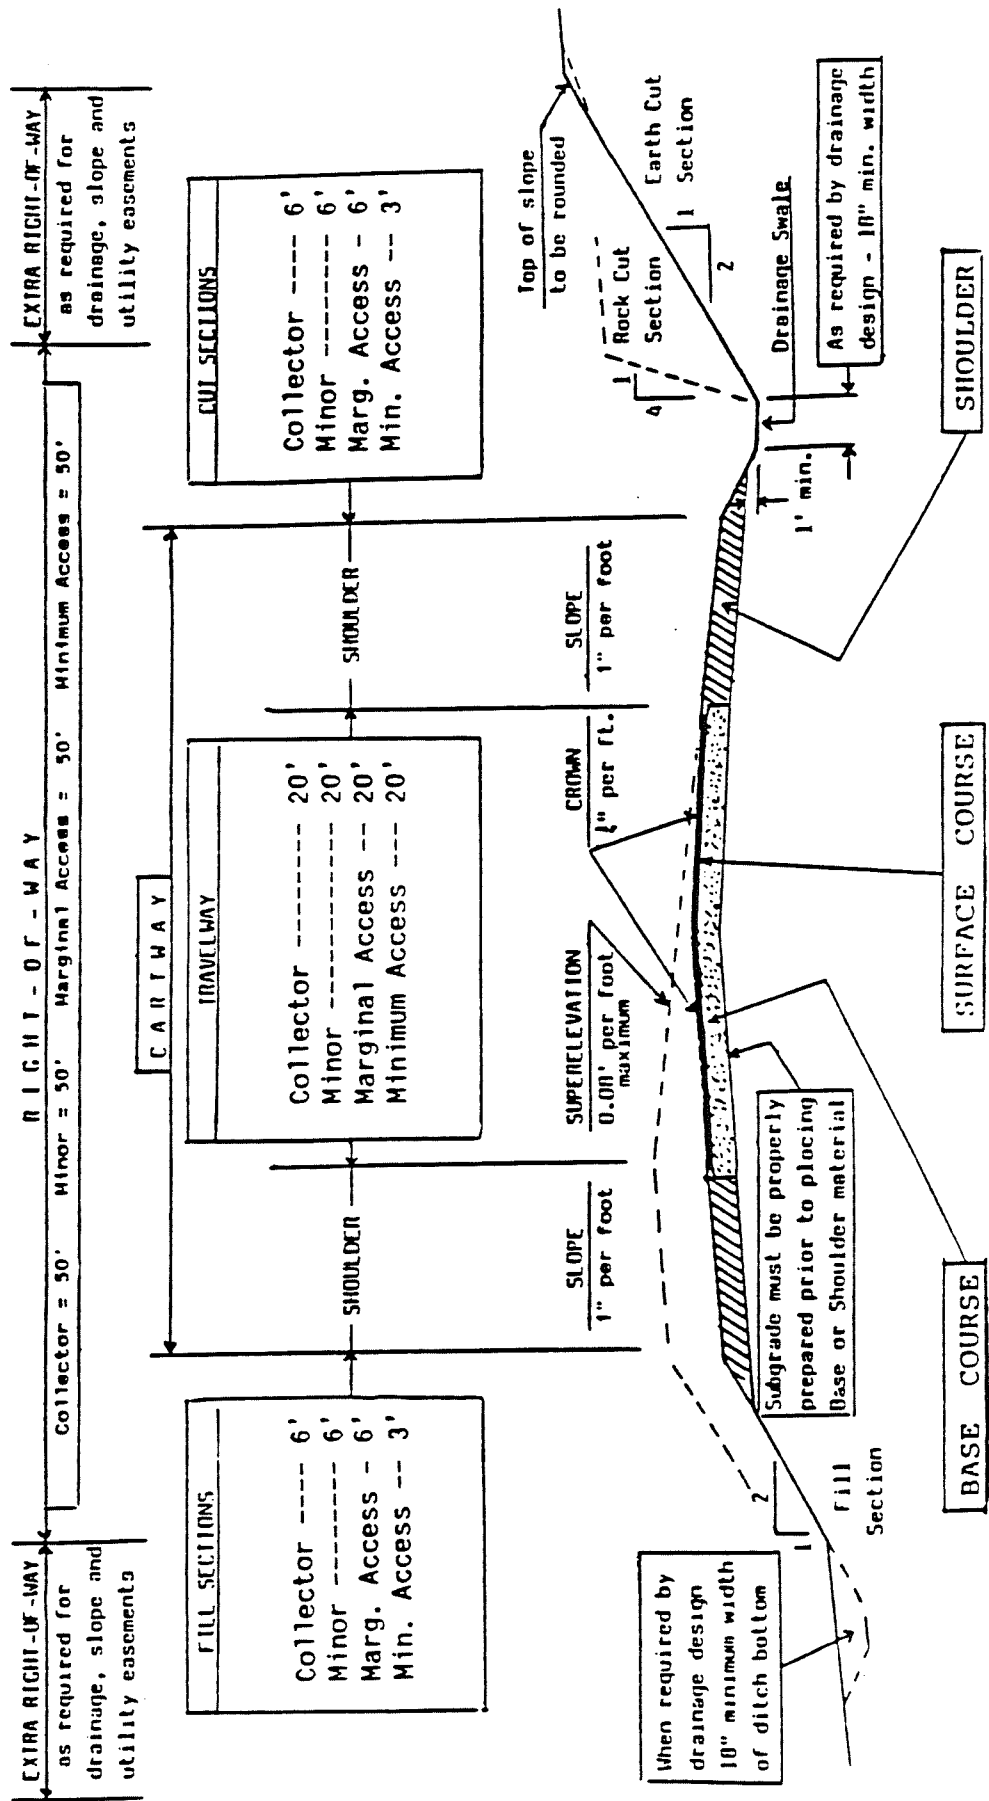 RIGHT-OF-WAY
EXTRA RIGHT-OF-WAY
as required for
drainage, slope and
utility easements
Collector = 50' Minor = 50' Marginal Access = 50' Minimum Access = 50'
EXTRA RIGHT-OF-WAY
as required for
drainage, slope and
utility easements
CARTWAY
FILL SECTIONS
Collector ---- 6'
Minor -------- 6'
Marg. Access - 6'
Min. Access -- 3'
SHOULDER
TRAVELWAY
Collector ---------- 20'
Minor -------------- 20'
Marginal Access --- 20'
Minimum Access --- 20'
SHOULDER
CUT SECTIONS
Collector ---- 6'
Minor -------- 6'
Marg. Access - 6'
Min. Access -- 3'
SLOPE
1" per foot
SUPERELEVATION
0.08' per foot
maximum
CROWN
per ft.
SLOPE
1" per foot
Top of slope
to be rounded
Rock Cut
Section
4
1
Earth Cut
Section
1
2
1' min.
Drainage Swale
As required by drainage
design - 18" min. width
2
1
Fill
Section
When required by
drainage design
18" minimum width
of ditch bottom
Subgrade must be properly
prepared prior to placing
Base or Shoulder material
BASE COURSE
SURFACE COURSE
SHOULDER